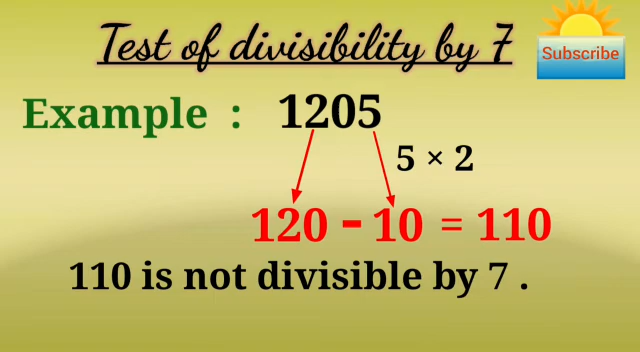 Test of divisibility by 7
Subscribe
Example : 1205
5 × 2
120 - 10 = 110
110 is not divisible by 7 .